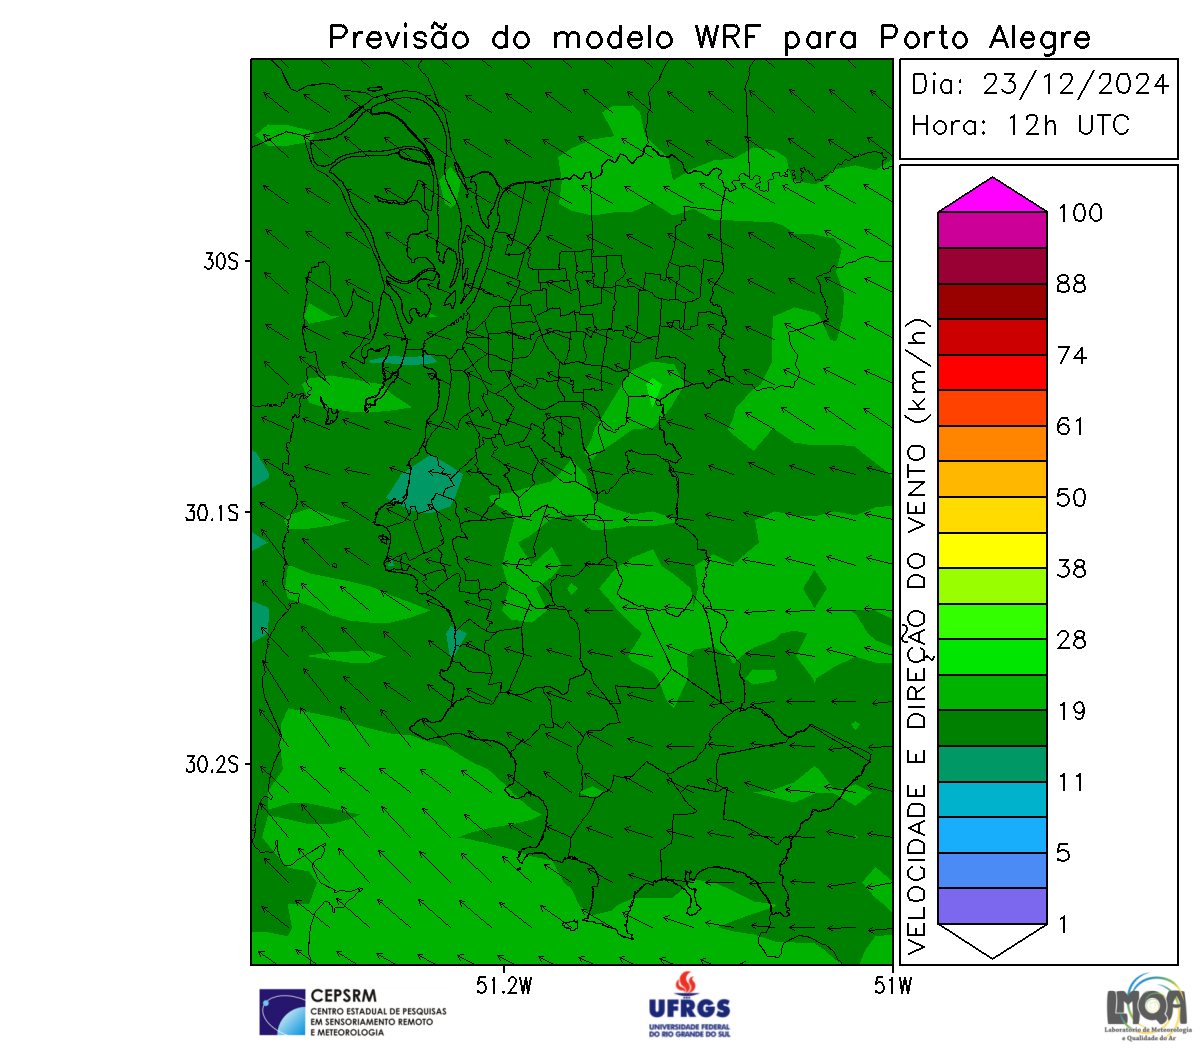 Previsão do modelo WRF para Porto Alegre
Dia: 23/12/2024
Hora: 12h UTC
30S
30.1S
30.2S
51.2W
51W
VELOCIDADE E DIREÇÃO DO VENTO (km/h)
100
88
74
61
50
38
28
19
11
5
1
CEPSRM
CENTRO ESTADUAL DE PESQUISAS
EM SENSORIAMENTO REMOTO
E METEOROLOGIA
UFRGS
UNIVERSIDADE FEDERAL
DO RIO GRANDE DO SUL
LMQA
Laboratório de Meteorologia
e Qualidade do Ar